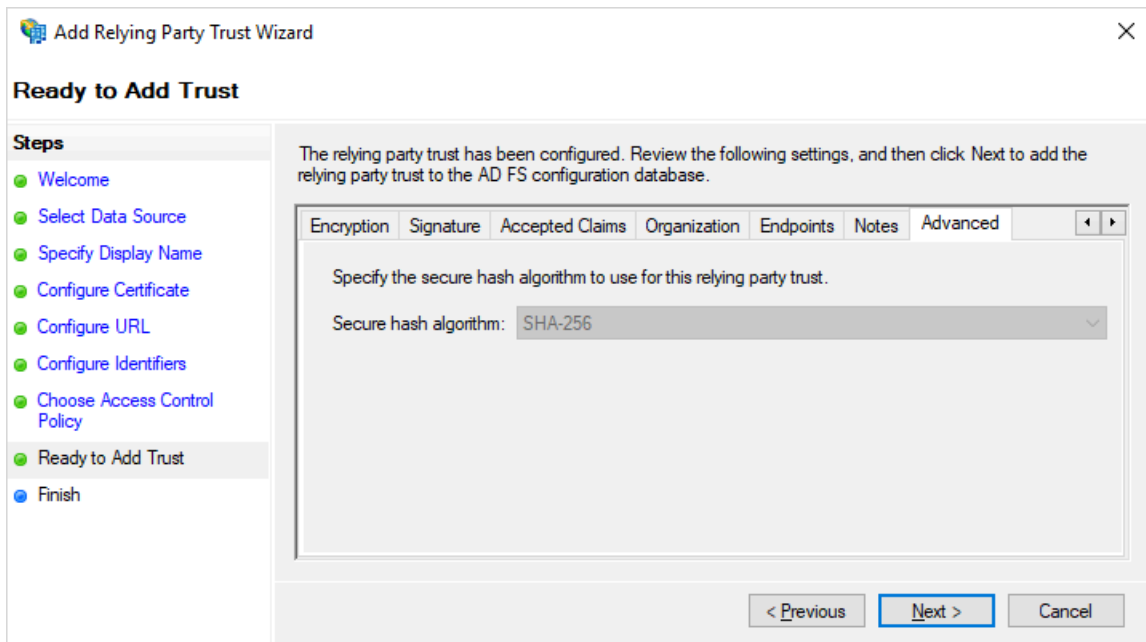 Add Relying Party Trust Wizard
Ready to Add Trust
Steps
Welcome
Select Data Source
Specify Display Name
Configure Certificate
Configure URL
Configure Identifiers
Choose Access Control
Policy
Ready to Add Trust
Finish
The relying party trust has been configured. Review the following settings, and then click Next to add the
relying party trust to the AD FS configuration database.
Encryption Signature Accepted Claims Organization Endpoints Notes Advanced
Specify the secure hash algorithm to use for this relying party trust.
Secure hash algorithm: SHA-256
< Previous Next > Cancel